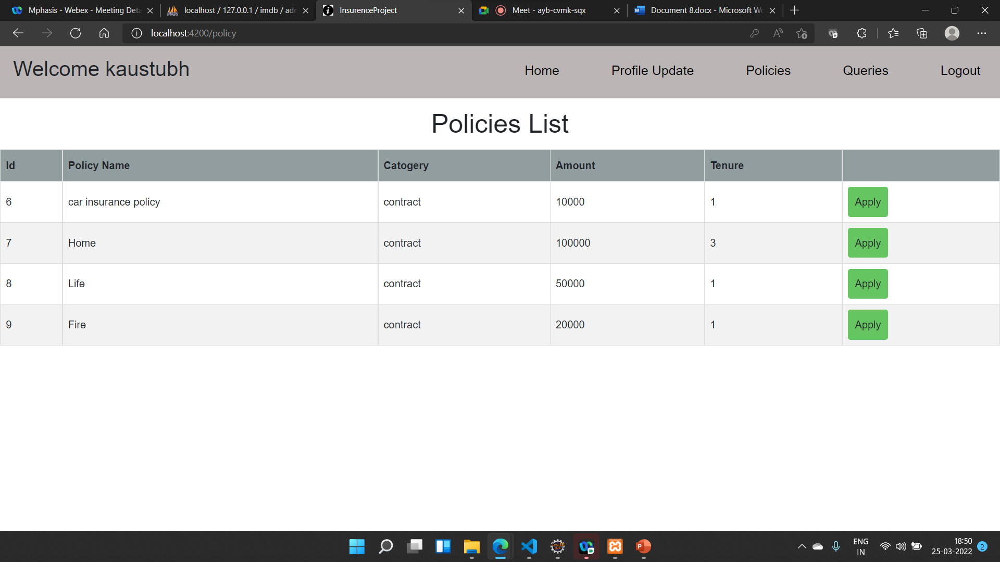 Mphasis - Webex - Meeting Deta
localhost / 127.0.0.1 / imdb / adm
InsurenceProject
Meet - ayb-cvmk-sqx
Document 8.docx - Microsoft Wo
localhost:4200/policy
Welcome kaustubh
Home
Profile Update
Policies
Queries
Logout
Policies List
Id Policy Name Catogery Amount Tenure
6 car insurance policy contract 10000 1 Apply
7 Home contract 100000 3 Apply
8 Life contract 50000 1 Apply
9 Fire contract 20000 1 Apply
ENG
IN
18:50
25-03-2022
2